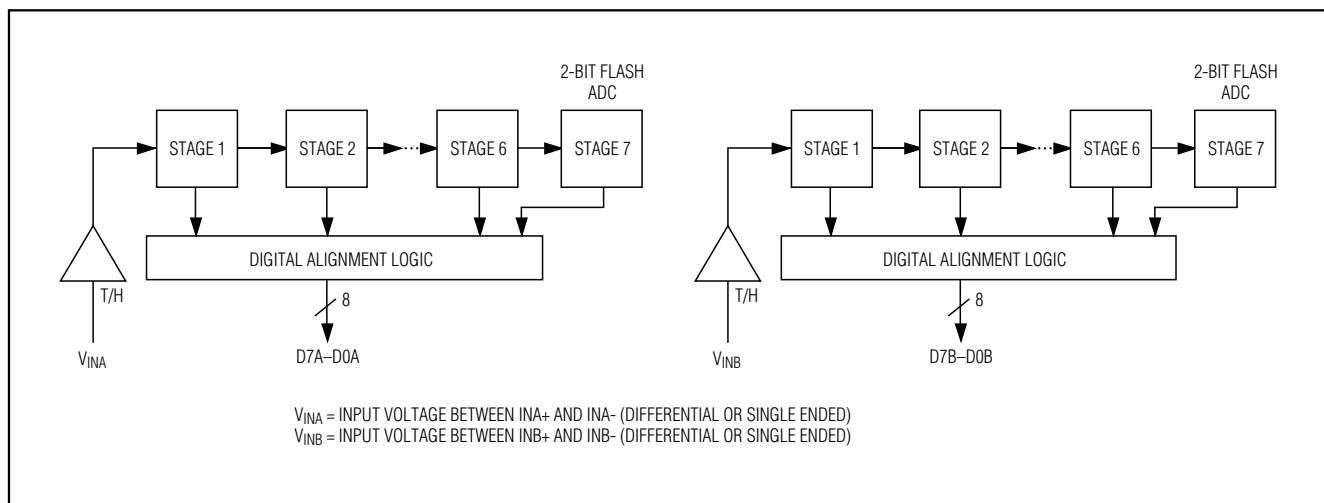 2-BIT FLASH
ADC
STAGE 1
STAGE 2
STAGE 6
STAGE 7
DIGITAL ALIGNMENT LOGIC
T/H
8
VINA
D7A–D0A
2-BIT FLASH
ADC
STAGE 1
STAGE 2
STAGE 6
STAGE 7
DIGITAL ALIGNMENT LOGIC
T/H
8
VINB
D7B–D0B
VINA = INPUT VOLTAGE BETWEEN INA+ AND INA- (DIFFERENTIAL OR SINGLE ENDED)
VINB = INPUT VOLTAGE BETWEEN INB+ AND INB- (DIFFERENTIAL OR SINGLE ENDED)